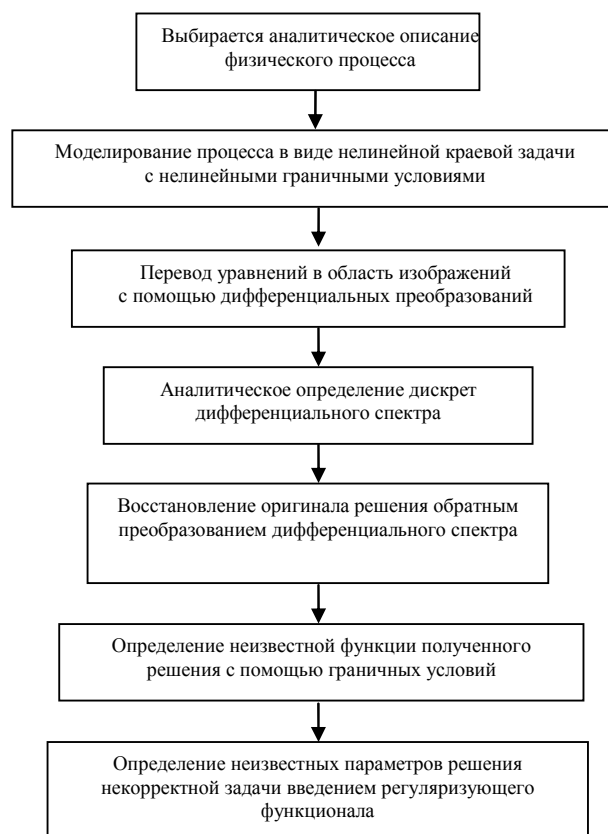 Выбирается аналитическое описание
физического процесса
Моделирование процесса в виде нелинейной краевой задачи
с нелинейными граничными условиями
Перевод уравнений в область изображений
с помощью дифференциальных преобразований
Аналитическое определение дискрет
дифференциального спектра
Восстановление оригинала решения обратным
преобразованием дифференциального спектра
Определение неизвестной функции полученного
решения с помощью граничных условий
Определение неизвестных параметров решения
некорректной задачи введением регуляризующего
функционала